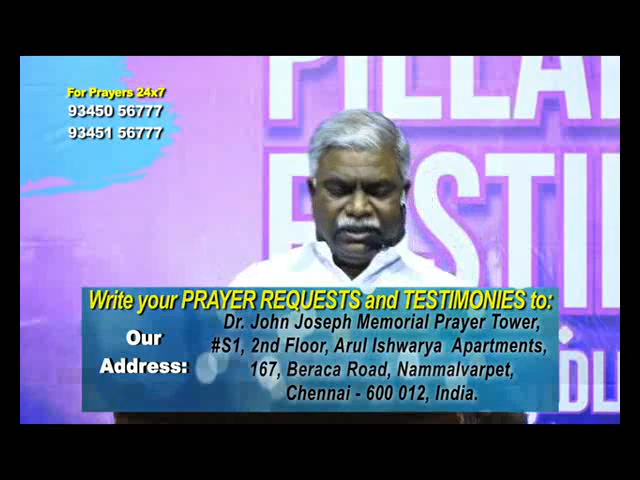 For Prayers 24x7
93450 56777
93451 56777
Write your PRAYER REQUESTS and TESTIMONIES to:
Our
Address:
Dr. John Joseph Memorial Prayer Tower,
#S1, 2nd Floor, Arul Ishwarya Apartments,
167, Beraca Road, Nammalvarpet,
Chennai - 600 012, India.